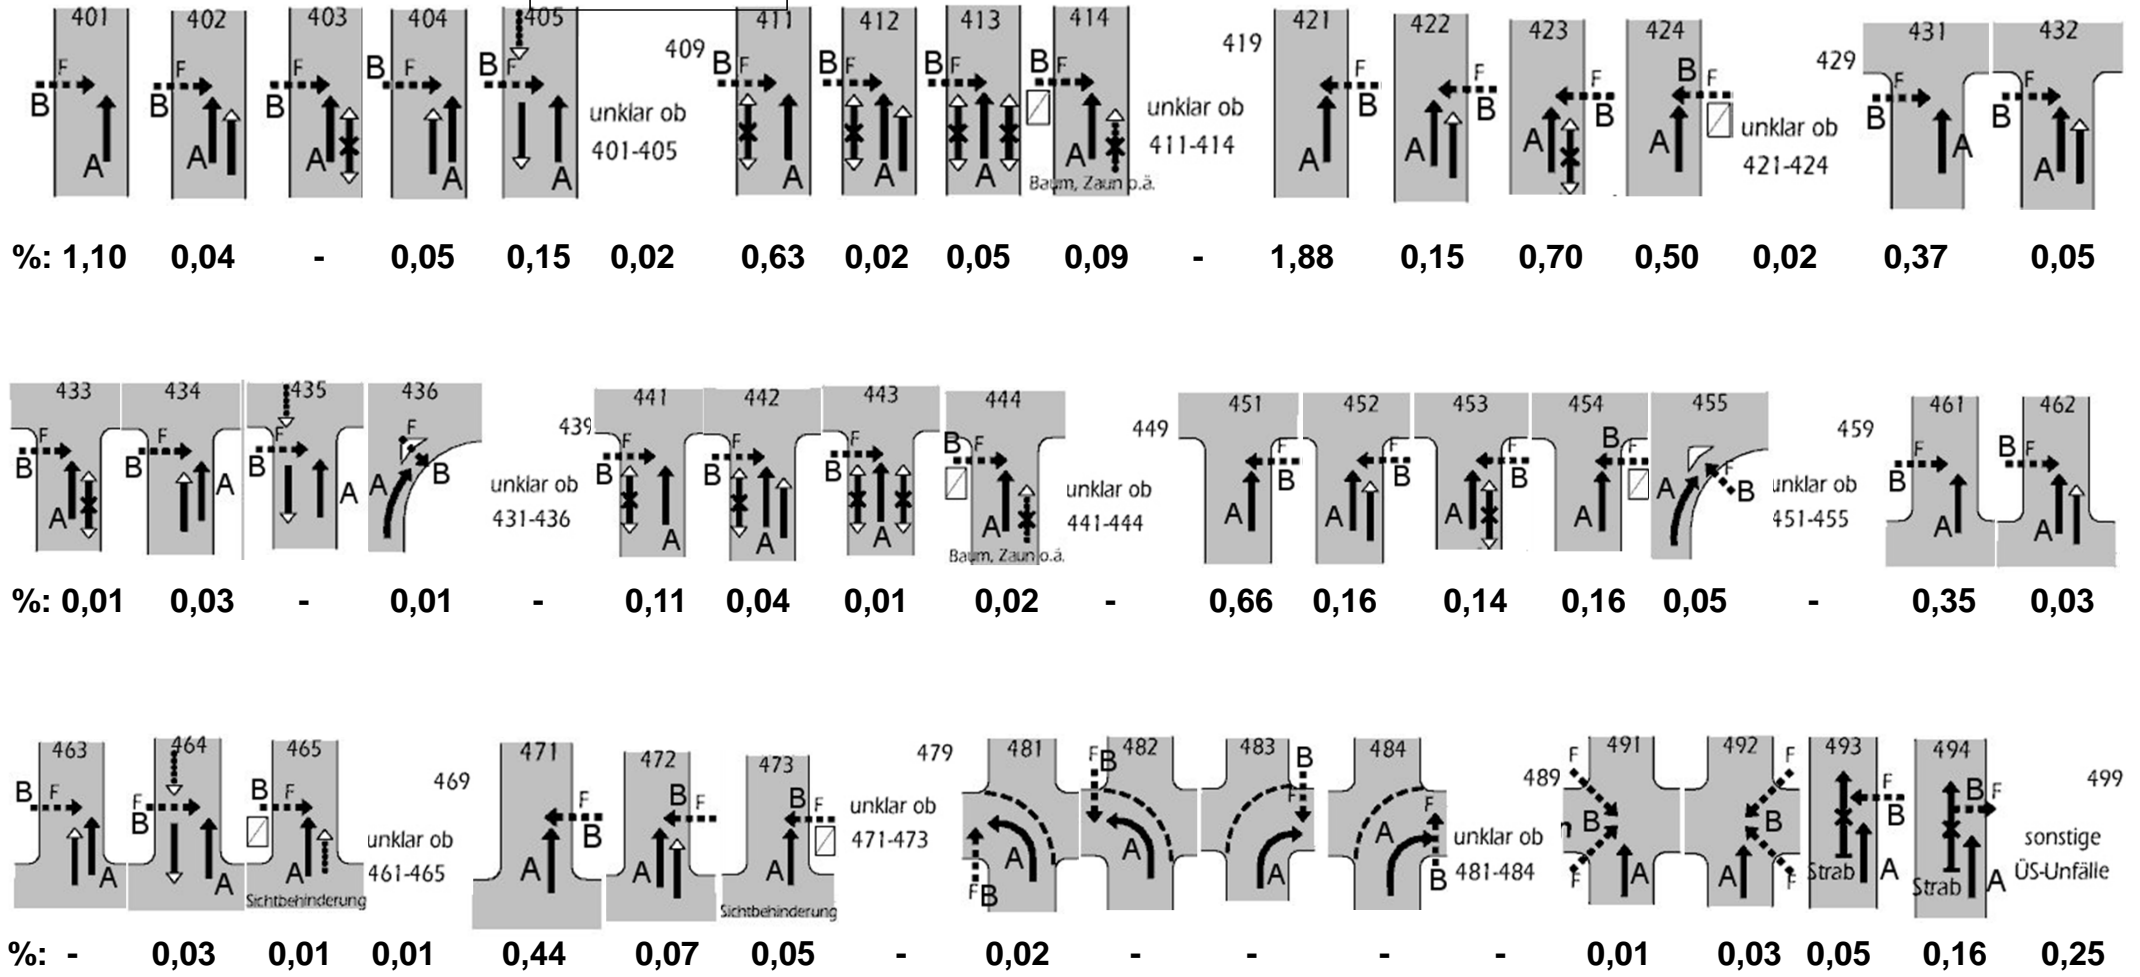 401 402 403 404 405 409 411 412 413 414 419 421 422 423 424 429 431 432
B F A B F A B F A B F A B F A unklar ob 401-405 B F A B F A B F A B F A Baum, Zaun p.ä. unklar ob 411-414 F B A F B A F B A B F A unklar ob 421-424 F B A F B A
%: 1,10 0,04 - 0,05 0,15 0,02 0,63 0,02 0,05 0,09 - 1,88 0,15 0,70 0,50 0,02 0,37 0,05
433 434 435 436 439 441 442 443 444 449 451 452 453 454 455 459 461 462
F B A F B A F B A F A B unklar ob 431-436 F B A F B A F B A B F A Baum, Zaun o.ä. unklar ob 441-444 F B A F B A F B A B F A F A B unklar ob 451-455 F B A B F A
%: 0,01 0,03 - 0,01 - 0,11 0,04 0,01 0,02 - 0,66 0,16 0,14 0,16 0,05 - 0,35 0,03
463 464 465 469 471 472 473 479 481 482 483 484 489 491 492 493 494 499
B F A F B A B F A Sichtbehinderung unklar ob 461-465 F B A B F A B F A Sichtbehinderung unklar ob 471-473 A F B F B A B F A F A B unklar ob 481-484 F B F A F B A F F B Strab A B F Strab A sonstige ÜS-Unfälle
%: - 0,03 0,01 0,01 0,44 0,07 0,05 - 0,02 - - - - 0,01 0,03 0,05 0,16 0,25